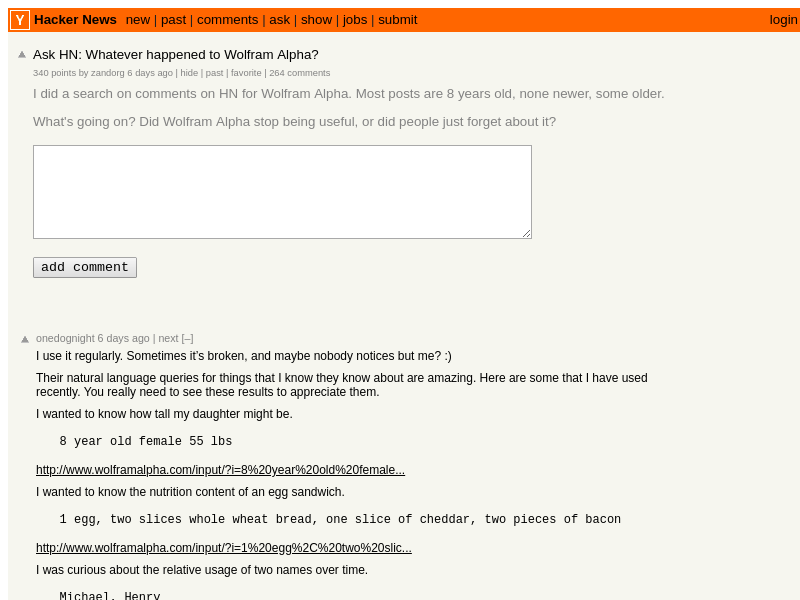 Y Hacker News new | past | comments | ask | show | jobs | submit login
Ask HN: Whatever happened to Wolfram Alpha?
340 points by zandorg 6 days ago | hide | past | favorite | 264 comments
I did a search on comments on HN for Wolfram Alpha. Most posts are 8 years old, none newer, some older.
What's going on? Did Wolfram Alpha stop being useful, or did people just forget about it?
add comment
onedognight 6 days ago | next [–]
I use it regularly. Sometimes it’s broken, and maybe nobody notices but me? :)
Their natural language queries for things that I know they know about are amazing. Here are some that I have used
recently. You really need to see these results to appreciate them.
I wanted to know how tall my daughter might be.
8 year old female 55 lbs
http://www.wolframalpha.com/input/?i=8%20year%20old%20female...
I wanted to know the nutrition content of an egg sandwich.
1 egg, two slices whole wheat bread, one slice of cheddar, two pieces of bacon
http://www.wolframalpha.com/input/?i=1%20egg%2C%20two%20slic...
I was curious about the relative usage of two names over time.
Michael, Henry